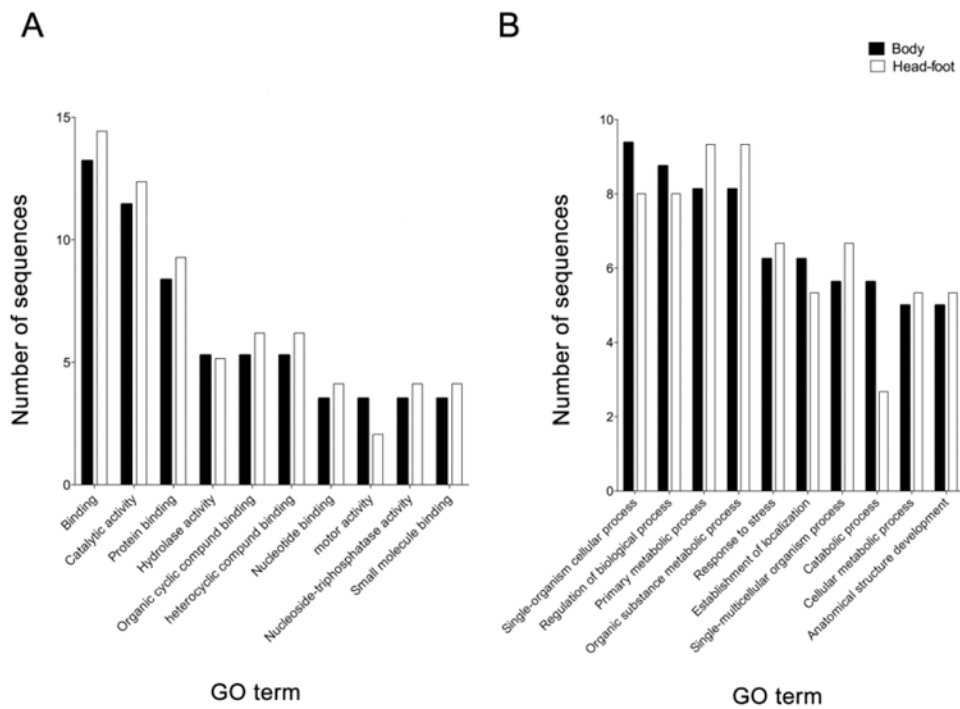 A
B
Body
Head-foot
Number of sequences
15
10
5
0
Binding
Catalytic activity
Protein binding
Hydrolase activity
Organic cyclic compound binding
heterocyclic compound binding
Nucleotide binding
motor activity
Nucleoside-triphosphatase activity
Small molecule binding
GO term
Number of sequences
10
8
6
4
2
0
Single-organism cellular process
Regulation of biological process
Primary metabolic process
Organic substance metabolic process
Response to stress
Establishment of localization
Single-multicellular organism process
Catabolic process
Cellular metabolic process
Anatomical structure development
GO term